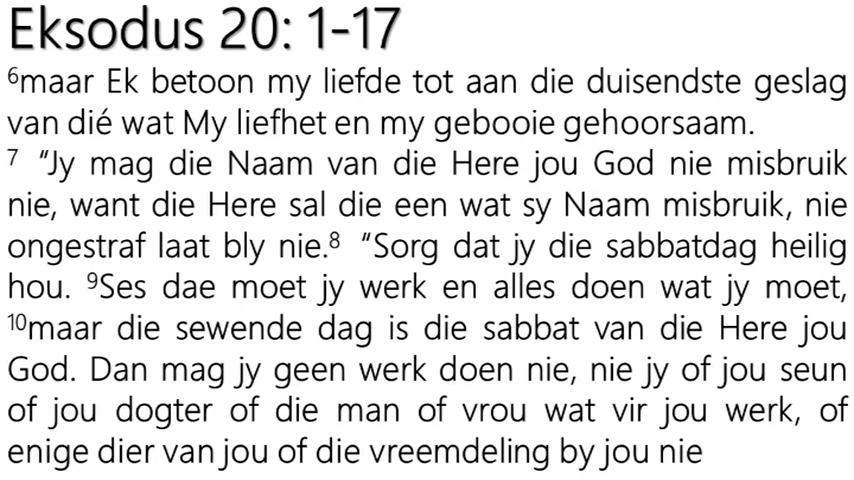 Eksodus 20: 1-17
⁶maar Ek betoon my liefde tot aan die duisendste geslag
van dié wat My liefhet en my gebooie gehoorsaam.
⁷ “Jy mag die Naam van die Here jou God nie misbruik
nie, want die Here sal die een wat sy Naam misbruik, nie
ongestraf laat bly nie.⁸ “Sorg dat jy die sabbatdag heilig
hou. ⁹Ses dae moet jy werk en alles doen wat jy moet,
¹⁰maar die sewende dag is die sabbat van die Here jou
God. Dan mag jy geen werk doen nie, nie jy of jou seun
of jou dogter of die man of vrou wat vir jou werk, of
enige dier van jou of die vreemdeling by jou nie